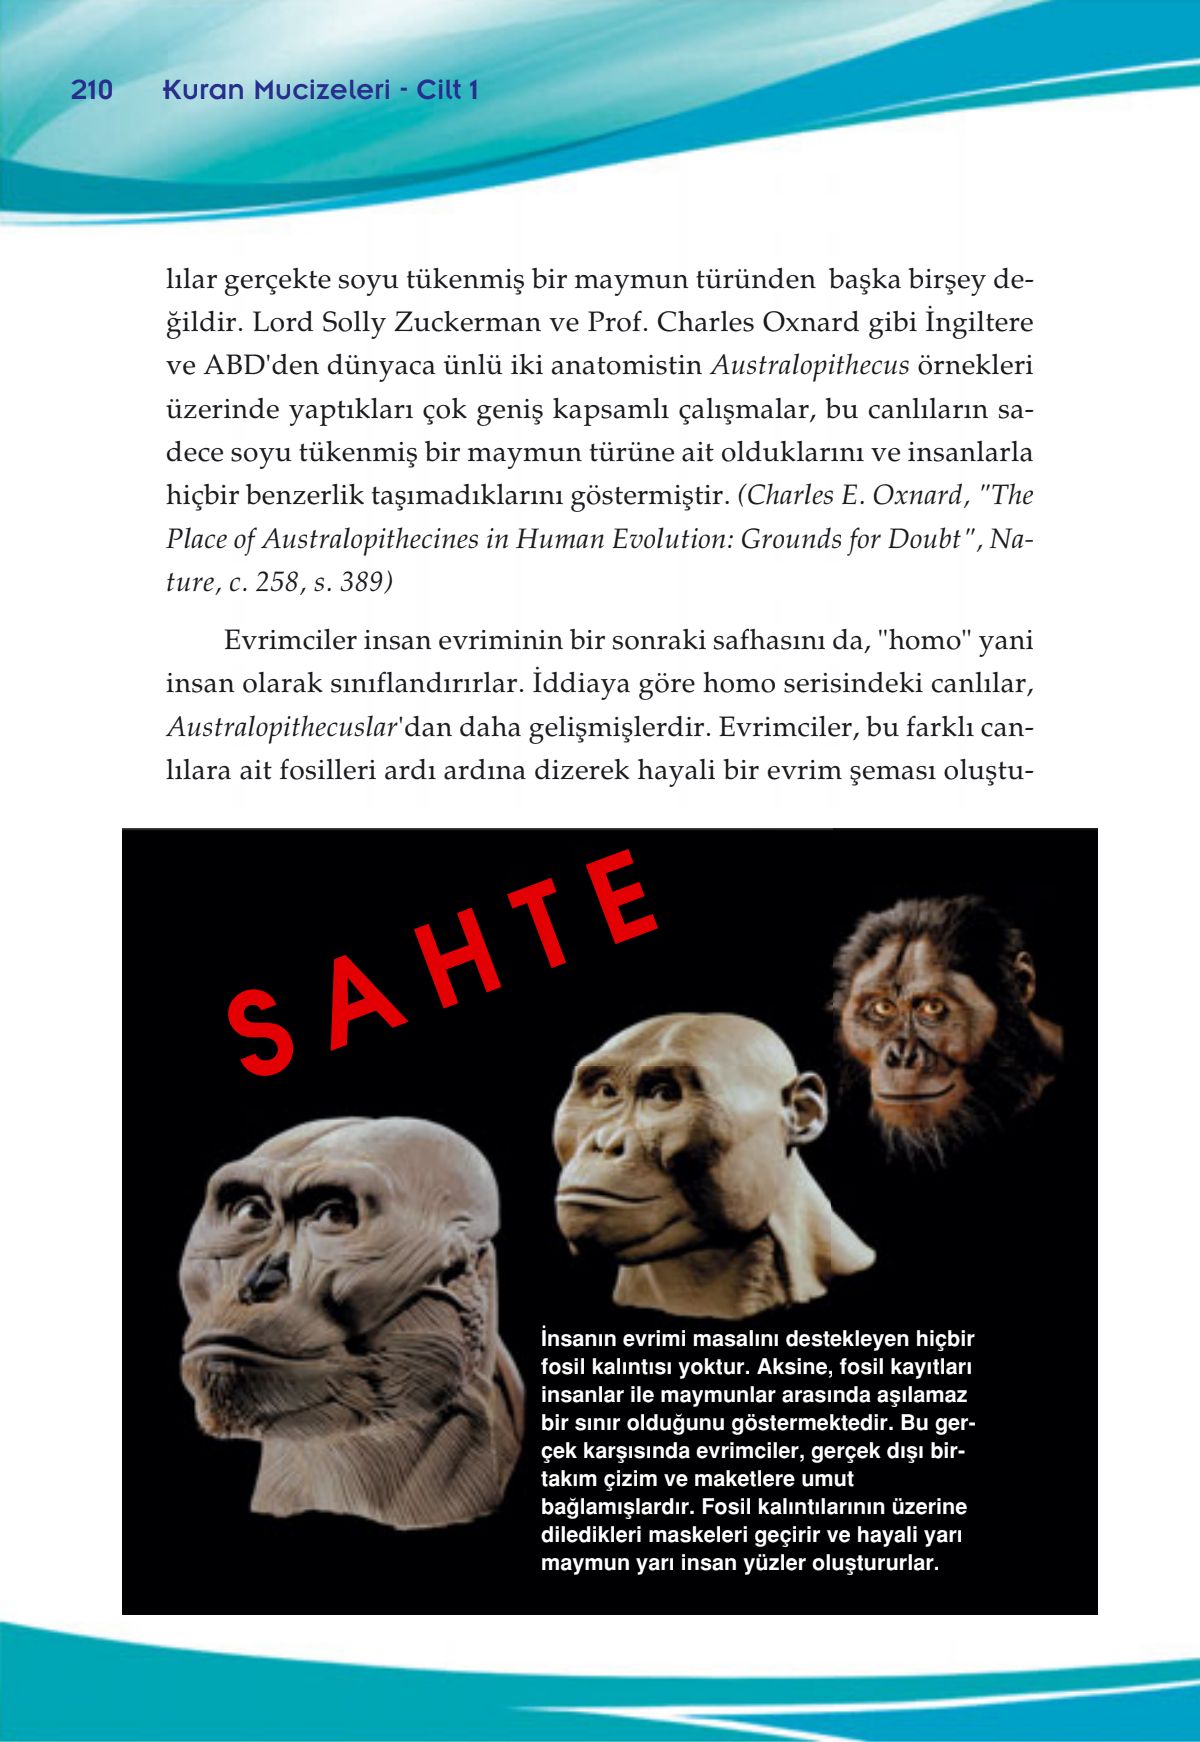 210 Kuran Mucizeleri - Cilt 1
lılar gerçekte soyu tükenmiş bir maymun türünden başka birşey de-
ğildir. Lord Solly Zuckerman ve Prof. Charles Oxnard gibi İngiltere
ve ABD'den dünyaca ünlü iki anatomistin Australopithecus örnekleri
üzerinde yaptıkları çok geniş kapsamlı çalışmalar, bu canlıların sa-
dece soyu tükenmiş bir maymun türüne ait olduklarını ve insanlarla
hiçbir benzerlik taşımadıklarını göstermiştir. (Charles E. Oxnard, "The
Place of Australopithecines in Human Evolution: Grounds for Doubt", Na-
ture, c. 258, s. 389)
Evrimciler insan evriminin bir sonraki safhasını da, "homo" yani
insan olarak sınıflandırırlar. İddiaya göre homo serisindeki canlılar,
Australopithecuslar'dan daha gelişmişlerdir. Evrimciler, bu farklı can-
lılara ait fosilleri ardı ardına dizerek hayali bir evrim şeması oluştu-
SAHTE
İnsanın evrimi masalını destekleyen hiçbir
fosil kalıntısı yoktur. Aksine, fosil kayıtları
insanlar ile maymunlar arasında aşılamaz
bir sınır olduğunu göstermektedir. Bu ger-
çek karşısında evrimciler, gerçek dışı bir-
takım çizim ve maketlere umut
bağlamışlardır. Fosil kalıntılarının üzerine
diledikleri maskeleri geçirir ve hayali yarı
maymun yarı insan yüzler oluştururlar.